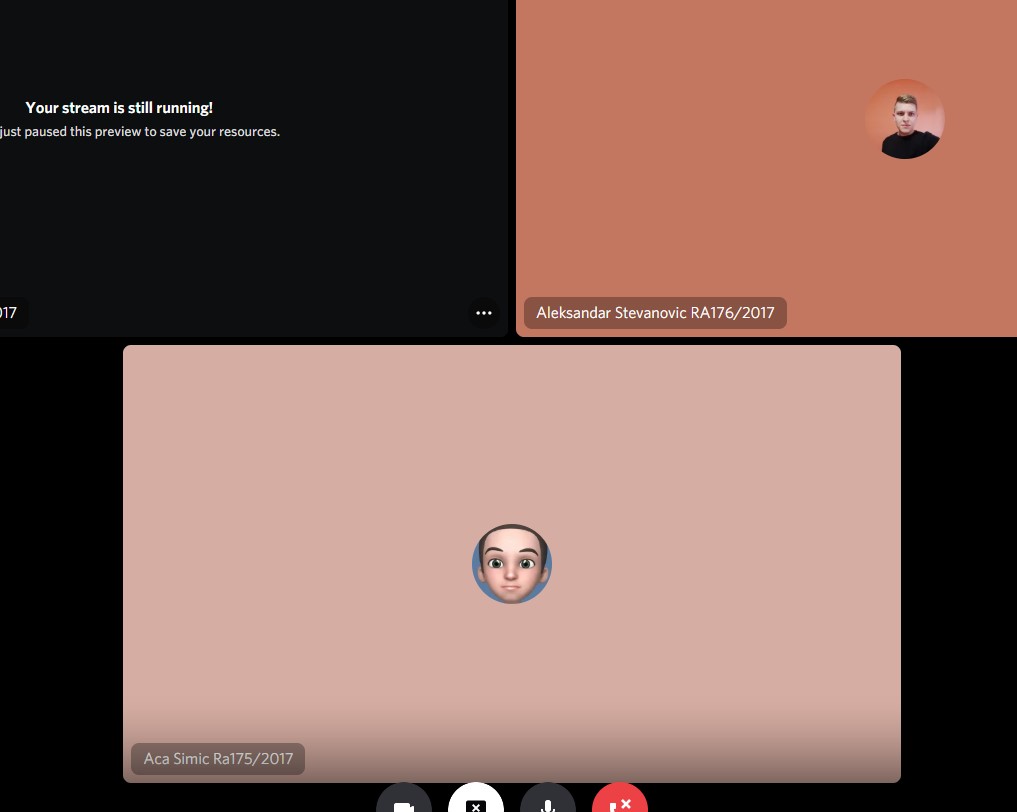 Your stream is still running!
just paused this preview to save your resources.
017
Aleksandar Stevanovic RA176/2017
Aca Simic Ra175/2017